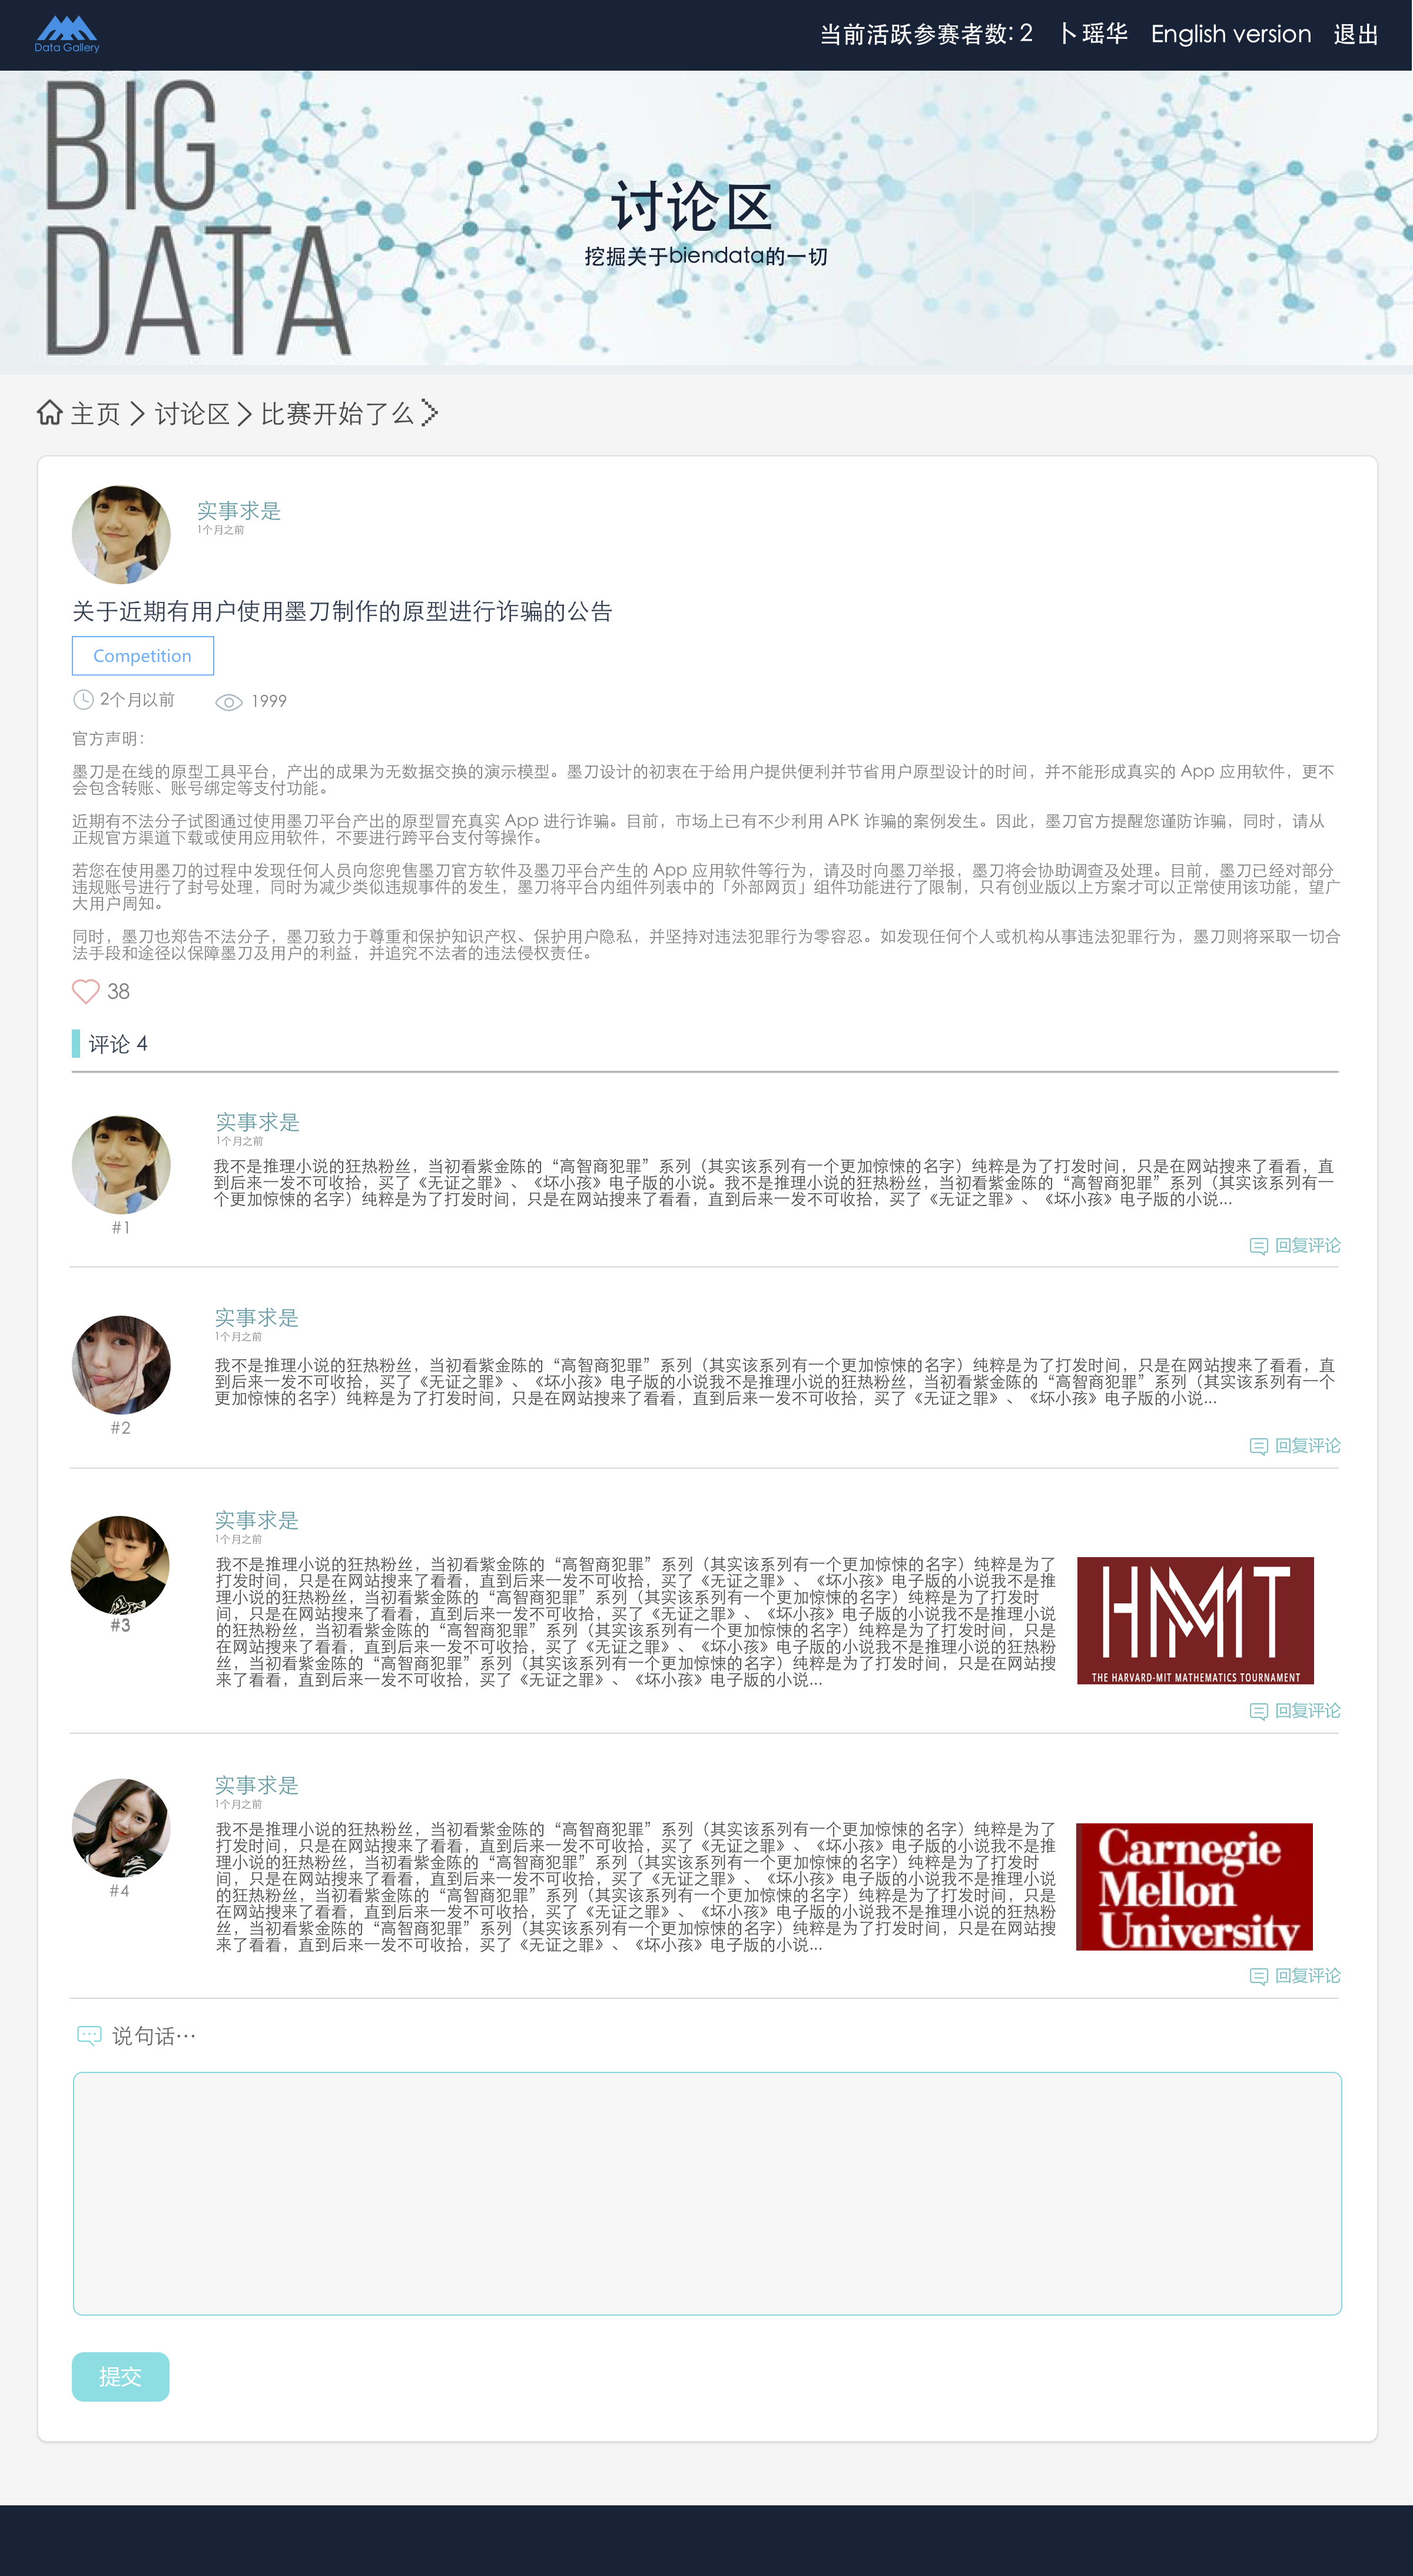 Data Gallery
当前活跃参赛者数: 2 卜瑶华 English version 退出
BIG
DATA
讨论区
挖掘关于biendata的一切
主页 讨论区 比赛开始了么
实事求是
1个月之前
关于近期有用户使用墨刀制作的原型进行诈骗的公告
Competition
2个月以前 1999
官方声明：
墨刀是在线的原型工具平台，产出的成果为无数据交换的演示模型。墨刀设计的初衷在于给用户提供便利并节省用户原型设计的时间，并不能形成真实的 App 应用软件，更不
会包含转账、账号绑定等支付功能。
近期有不法分子试图通过使用墨刀平台产出的原型冒充真实 App 进行诈骗。目前，市场上已有不少利用 APK 诈骗的案例发生。因此，墨刀官方提醒您谨防诈骗，同时，请从
正规官方渠道下载或使用应用软件，不要进行跨平台支付等操作。
若您在使用墨刀的过程中发现任何人员向您兜售墨刀官方软件及墨刀平台产生的 App 应用软件等行为，请及时向墨刀举报，墨刀将会协助调查及处理。目前，墨刀已经对部分
违规账号进行了封号处理，同时为减少类似违规事件的发生，墨刀将平台内组件列表中的「外部网页」组件功能进行了限制，只有创业版以上方案才可以正常使用该功能，望广
大用户周知。
同时，墨刀也郑告不法分子，墨刀致力于尊重和保护知识产权、保护用户隐私，并坚持对违法犯罪行为零容忍。如发现任何个人或机构从事违法犯罪行为，墨刀则将采取一切合
法手段和途径以保障墨刀及用户的利益，并追究不法者的违法侵权责任。
38
评论 4
实事求是
1个月之前
我不是推理小说的狂热粉丝，当初看紫金陈的“高智商犯罪”系列（其实该系列有一个更加惊悚的名字）纯粹是为了打发时间，只是在网站搜来了看看，直
到后来一发不可收拾，买了《无证之罪》、《坏小孩》电子版的小说。我不是推理小说的狂热粉丝，当初看紫金陈的“高智商犯罪”系列（其实该系列有一
个更加惊悚的名字）纯粹是为了打发时间，只是在网站搜来了看看，直到后来一发不可收拾，买了《无证之罪》、《坏小孩》电子版的小说...
#1
回复评论
实事求是
1个月之前
我不是推理小说的狂热粉丝，当初看紫金陈的“高智商犯罪”系列（其实该系列有一个更加惊悚的名字）纯粹是为了打发时间，只是在网站搜来了看看，直
到后来一发不可收拾，买了《无证之罪》、《坏小孩》电子版的小说我不是推理小说的狂热粉丝，当初看紫金陈的“高智商犯罪”系列（其实该系列有一个
更加惊悚的名字）纯粹是为了打发时间，只是在网站搜来了看看，直到后来一发不可收拾，买了《无证之罪》、《坏小孩》电子版的小说...
#2
回复评论
实事求是
1个月之前
我不是推理小说的狂热粉丝，当初看紫金陈的“高智商犯罪”系列（其实该系列有一个更加惊悚的名字）纯粹是为了
打发时间，只是在网站搜来了看看，直到后来一发不可收拾，买了《无证之罪》、《坏小孩》电子版的小说我不是推
理小说的狂热粉丝，当初看紫金陈的“高智商犯罪”系列（其实该系列有一个更加惊悚的名字）纯粹是为了打发时
间，只是在网站搜来了看看，直到后来一发不可收拾，买了《无证之罪》、《坏小孩》电子版的小说我不是推理小说
的狂热粉丝，当初看紫金陈的“高智商犯罪”系列（其实该系列有一个更加惊悚的名字）纯粹是为了打发时间，只是
在网站搜来了看看，直到后来一发不可收拾，买了《无证之罪》、《坏小孩》电子版的小说我不是推理小说的狂热粉
丝，当初看紫金陈的“高智商犯罪”系列（其实该系列有一个更加惊悚的名字）纯粹是为了打发时间，只是在网站搜
来了看看，直到后来一发不可收拾，买了《无证之罪》、《坏小孩》电子版的小说...
#3
HMMT
THE HARVARD-MIT MATHEMATICS TOURNAMENT
回复评论
实事求是
1个月之前
我不是推理小说的狂热粉丝，当初看紫金陈的“高智商犯罪”系列（其实该系列有一个更加惊悚的名字）纯粹是为了
打发时间，只是在网站搜来了看看，直到后来一发不可收拾，买了《无证之罪》、《坏小孩》电子版的小说我不是推
理小说的狂热粉丝，当初看紫金陈的“高智商犯罪”系列（其实该系列有一个更加惊悚的名字）纯粹是为了打发时
间，只是在网站搜来了看看，直到后来一发不可收拾，买了《无证之罪》、《坏小孩》电子版的小说我不是推理小说
的狂热粉丝，当初看紫金陈的“高智商犯罪”系列（其实该系列有一个更加惊悚的名字）纯粹是为了打发时间，只是
在网站搜来了看看，直到后来一发不可收拾，买了《无证之罪》、《坏小孩》电子版的小说我不是推理小说的狂热粉
丝，当初看紫金陈的“高智商犯罪”系列（其实该系列有一个更加惊悚的名字）纯粹是为了打发时间，只是在网站搜
来了看看，直到后来一发不可收拾，买了《无证之罪》、《坏小孩》电子版的小说...
#4
Carnegie
Mellon
University
回复评论
说句话…
提交